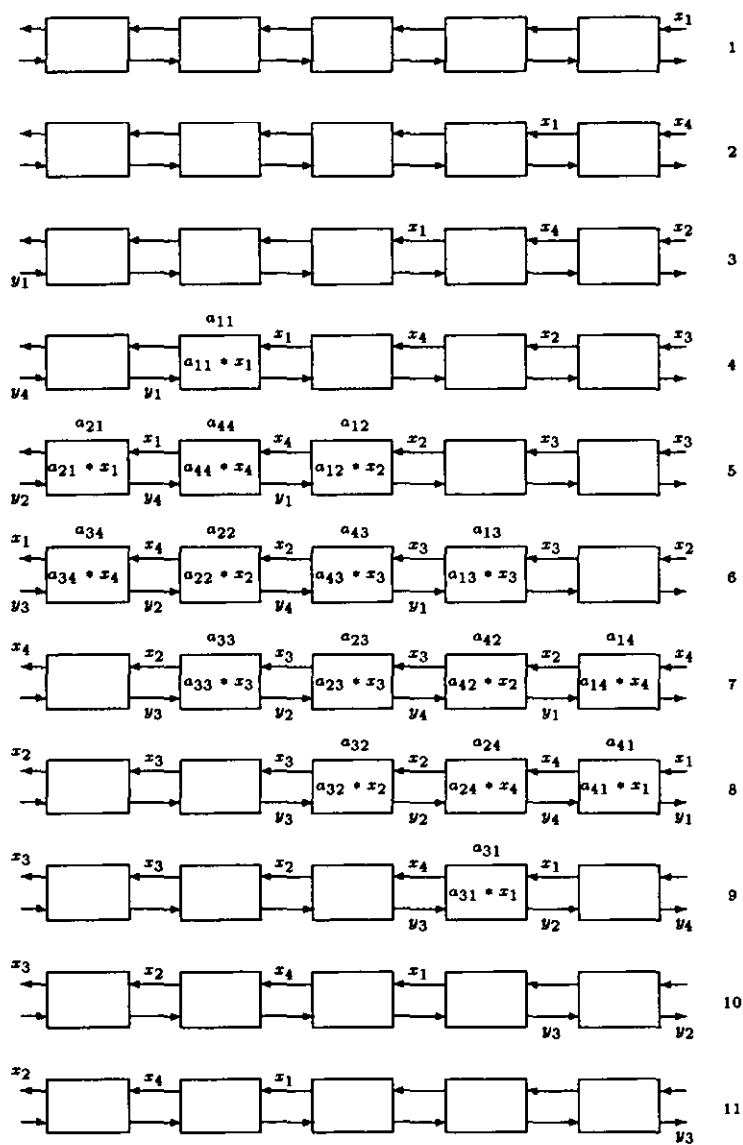 x₁
1
x₁ x₄
2
x₁ x₄ x₂
3
y₁
a₁₁
x₁ x₄ x₂ x₃
a₁₁ * x₁
4
y₄ y₁
a₂₁ a₄₄ a₁₂
x₁ x₄ x₂ x₃ x₃
a₂₁ * x₁ a₄₄ * x₄ a₁₂ * x₂
5
y₂ y₄ y₁
a₃₄ a₂₂ a₄₃ a₁₃
x₁ x₄ x₂ x₃ x₃ x₂
a₃₄ * x₄ a₂₂ * x₂ a₄₃ * x₃ a₁₃ * x₃
6
y₃ y₂ y₄ y₁
a₃₃ a₂₃ a₄₂ a₁₄
x₄ x₂ x₃ x₃ x₂ x₄
a₃₃ * x₃ a₂₃ * x₃ a₄₂ * x₂ a₁₄ * x₄
7
y₃ y₂ y₄ y₁
a₃₂ a₂₄ a₄₁
x₂ x₃ x₃ x₂ x₄ x₁
a₃₂ * x₂ a₂₄ * x₄ a₄₁ * x₁
8
y₃ y₂ y₄ y₁
a₃₁
x₃ x₃ x₂ x₄ x₁
a₃₁ * x₁
9
y₃ y₂ y₄
x₃ x₂ x₄ x₁
10
y₃ y₂
x₂ x₄ x₁
11
y₃